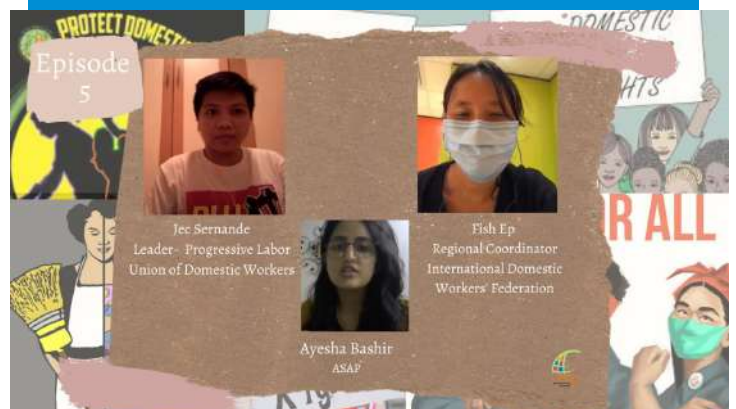 PROTECT DOMESTIC
Episode
5
DOMESTIC
HTS
Jec Sernande
Leader- Progressive Labor
Union of Domestic Workers
Fish Ep
Regional Coordinator
International Domestic
Workers' Federation
R ALL
Ayesha Bashir
ASAP